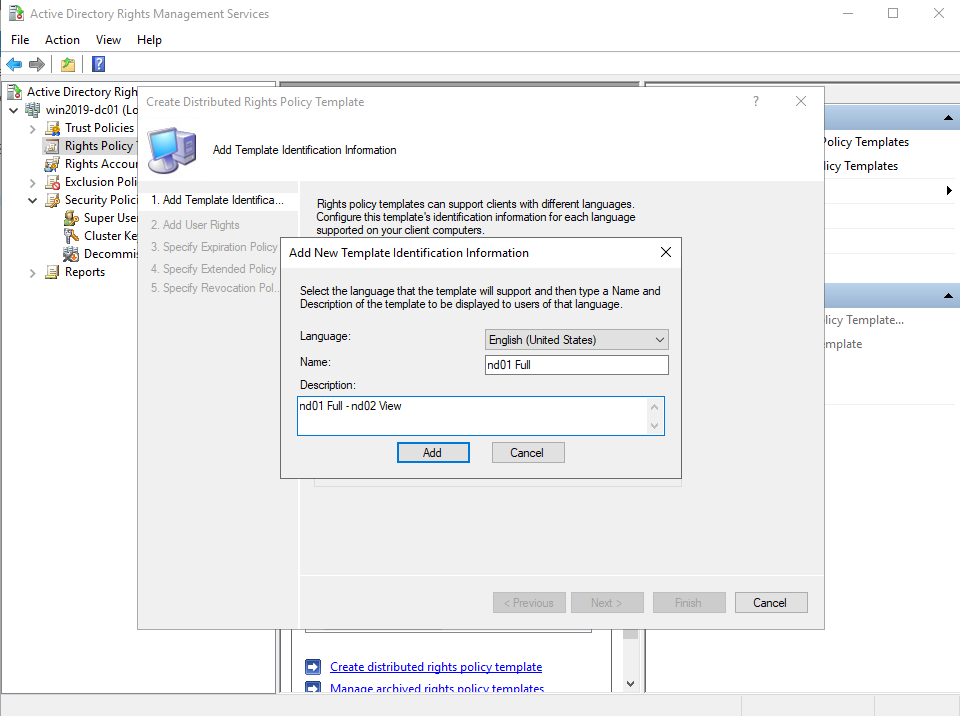 Active Directory Rights Management Services
File Action View Help
Active Directory Righ
win2019-dc01 (Lo
Trust Policies
Rights Policy
Rights Accour
Exclusion Poli
Security Polici
Super User
Cluster Ke
Decommis
Reports
Create Distributed Rights Policy Template
?
Add Template Identification Information
1. Add Template Identifica...
2. Add User Rights
3. Specify Expiration Policy
4. Specify Extended Policy
5. Specify Revocation Pol...
Rights policy templates can support clients with different languages.
Configure this template's identification information for each language
supported on your client computers.
Add New Template Identification Information
Select the language that the template will support and then type a Name and
Description of the template to be displayed to users of that language.
Language:
English (United States)
Name:
nd01 Full
Description:
nd01 Full - nd02 View
Add
Cancel
< Previous
Next >
Finish
Cancel
Create distributed rights policy template
Manage archived rights policy templates
Policy Templates
licy Templates
licy Template...
emplate